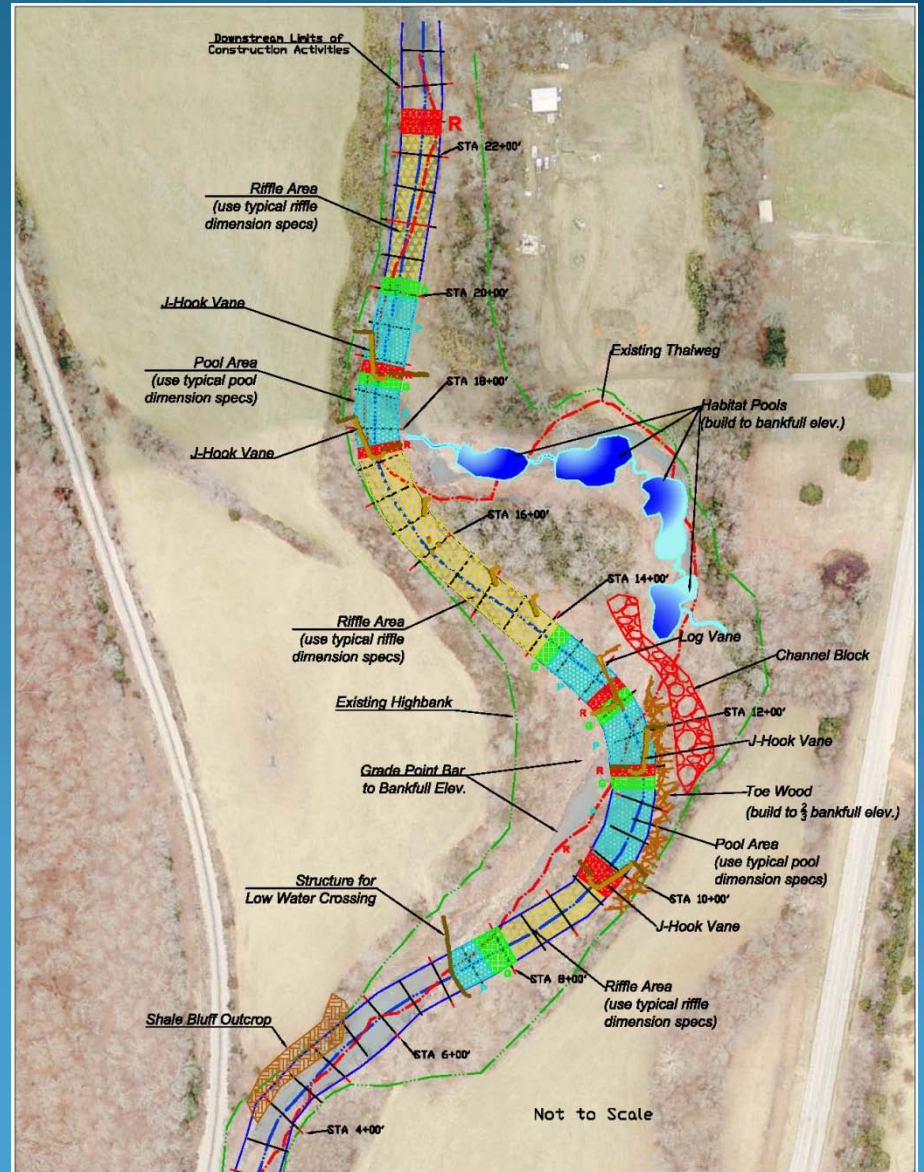 Downstream Limits of
Construction Activities
R
STA 22+00'
Riffle Area
(use typical riffle
dimension specs)
STA 20+00'
J-Hook Vane
P
Existing Thalweg
Pool Area
(use typical pool
dimension specs)
R
G
STA 18+00'
Habitat Pools
(build to bankfull elev.)
P
J-Hook Vane
R
STA 16+00'
STA 14+00'
Riffle Area
(use typical riffle
dimension specs)
Log Vane
G
Channel Block
P
Existing Highbank
R
G
STA 12+00'
P
J-Hook Vane
Grade Point Bar
to Bankfull Elev.
R
G
Toe Wood
(build to 2/3 bankfull elev.)
P
R
Pool Area
(use typical pool
dimension specs)
Structure for
Low Water Crossing
R
STA 10+00'
J-Hook Vane
G
STA 8+00'
P
Riffle Area
(use typical riffle
dimension specs)
Shale Bluff Outcrop
STA 6+00'
Not to Scale
STA 4+00'